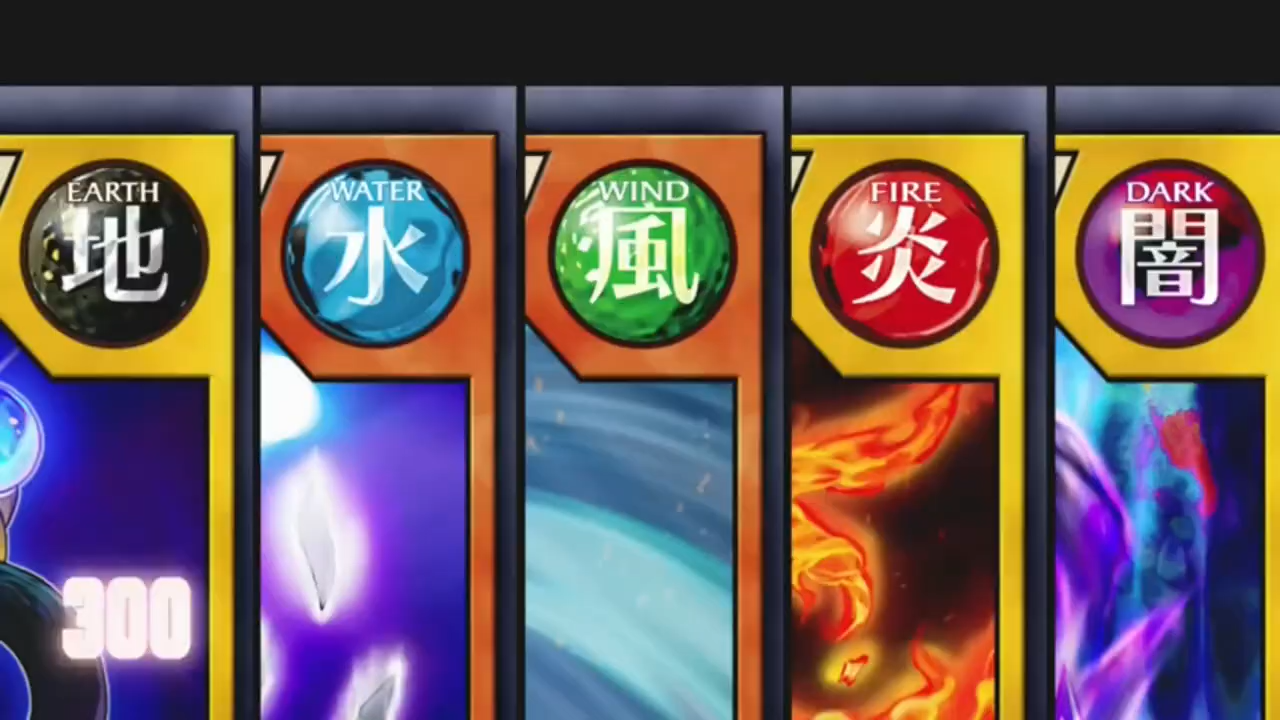 EARTH
地
WATER
水
WIND
風
FIRE
炎
DARK
闇
300